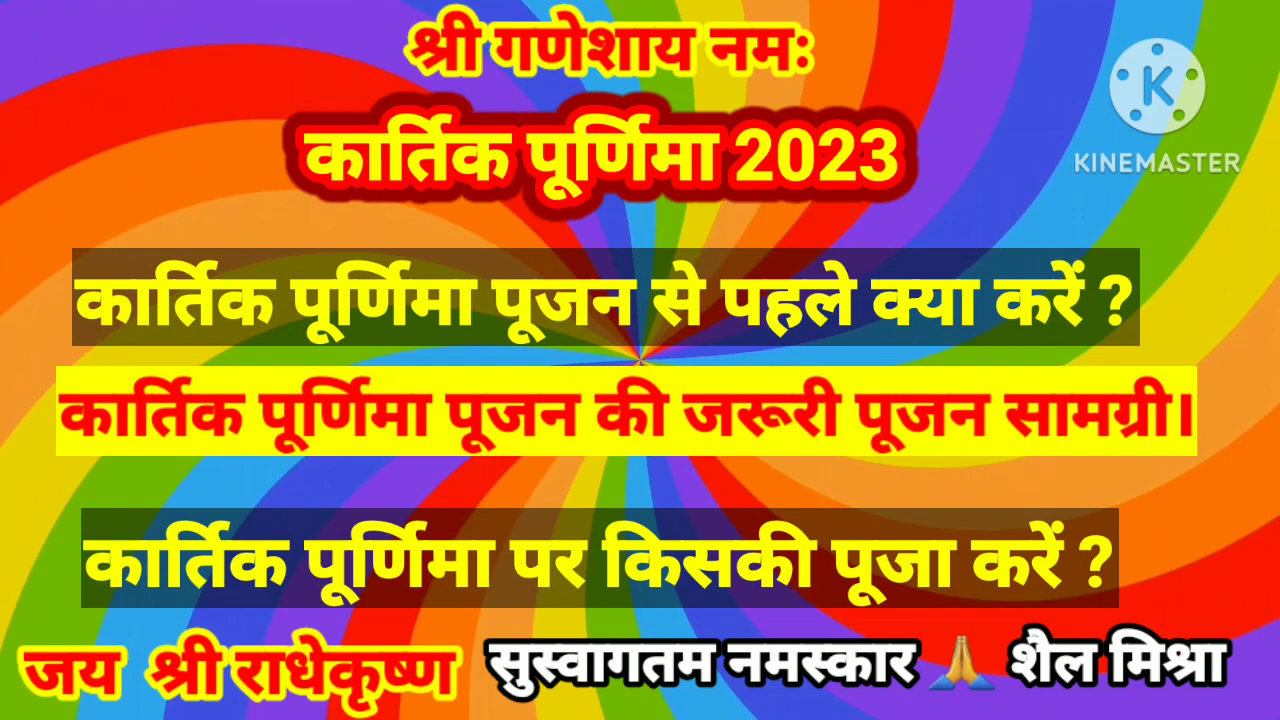 श्री गणेशाय नमः
कार्तिक पूर्णिमा 2023
K
KINEMASTER
कार्तिक पूर्णिमा पूजन से पहले क्या करें ?
कार्तिक पूर्णिमा पूजन की जरूरी पूजन सामग्री।
कार्तिक पूर्णिमा पर किसकी पूजा करें ?
जय श्री राधेकृष्ण
सुस्वागतम नमस्कार 🙏 शैल मिश्रा